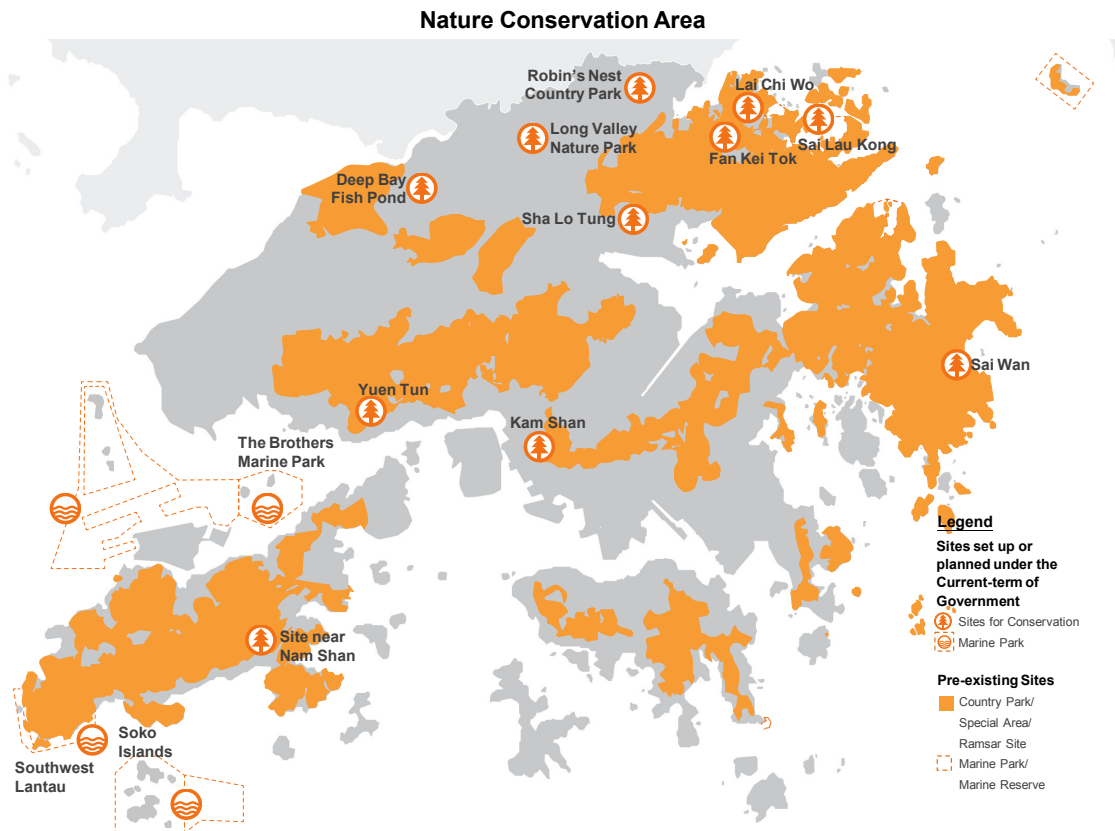 Nature Conservation Area
Robin's Nest
Country Park
Lai Chi Wo
Long Valley
Nature Park
Sai Lau Kong
Fan Kei Tok
Deep Bay
Fish Pond
Sha Lo Tung
Sai Wan
Yuen Tun
Kam Shan
The Brothers
Marine Park
Site near
Nam Shan
Soko
Islands
Southwest
Lantau
Legend
Sites set up or
planned under the
Current-term of
Government
Sites for Conservation
Marine Park
Pre-existing Sites
Country Park/
Special Area/
Ramsar Site
Marine Park/
Marine Reserve